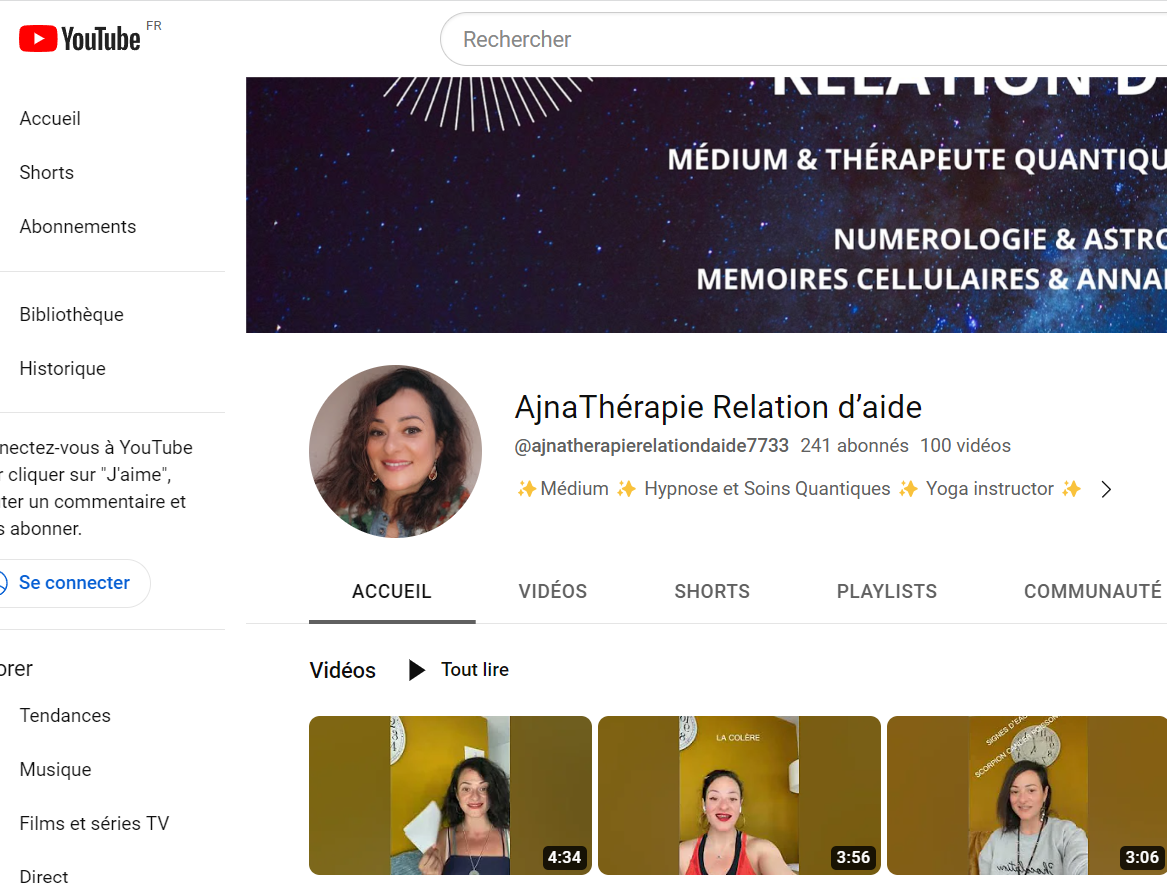 YouTube FR
Rechercher
Accueil
Shorts
Abonnements
Bibliothèque
Historique
nectez-vous à YouTube
r cliquer sur "J'aime",
ter un commentaire et
s abonner.
Se connecter
orer
Tendances
Musique
Films et séries TV
Direct
RELATION D
MÉDIUM & THÉRAPEUTE QUANTIQU
NUMEROLOGIE & ASTRO
MEMOIRES CELLULAIRES & ANNA
AjnaThérapie Relation d’aide
@ajnatherapierelationdaide7733 241 abonnés 100 vidéos
✨Médium ✨ Hypnose et Soins Quantiques ✨ Yoga instructor ✨
ACCUEIL VIDÉOS SHORTS PLAYLISTS COMMUNAUTÉ
Vidéos Tout lire
4:34
LA COLÈRE
3:56
SIGNES D'EAU
SCORPION CANCER POISSON
3:06